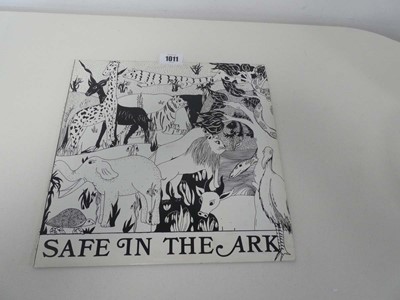 1011
SAFE IN THE ARK